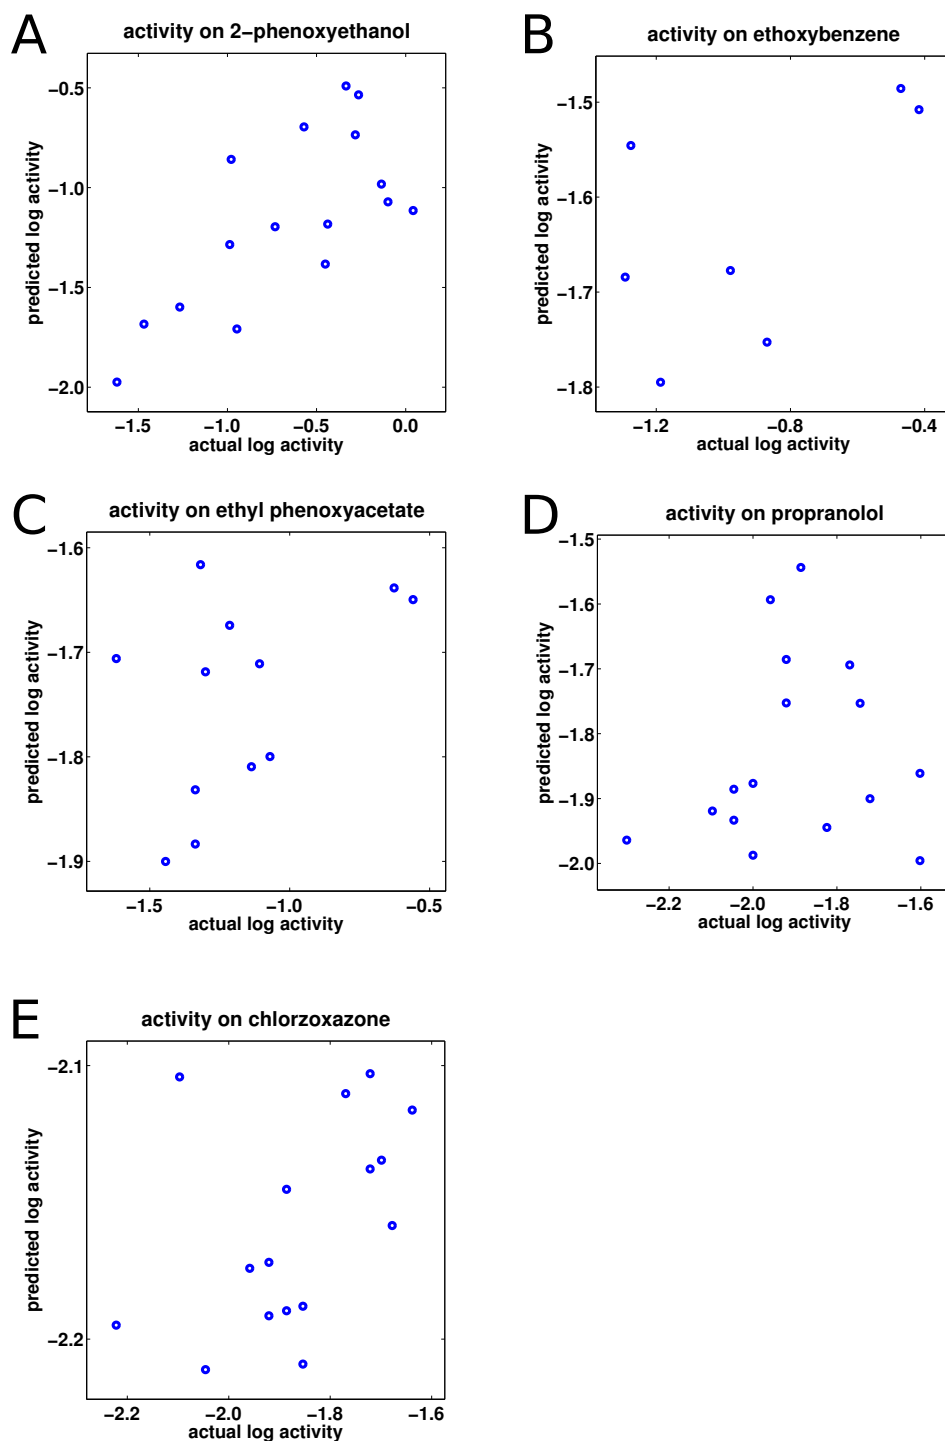 A
activity on 2−phenoxyethanol
predicted log activity
−0.5
−1.0
−1.5
−2.0
−1.5
−1.0
−0.5
0.0
actual log activity
B
activity on ethoxybenzene
predicted log activity
−1.5
−1.6
−1.7
−1.8
−1.2
−0.8
−0.4
actual log activity
C
activity on ethyl phenoxyacetate
predicted log activity
−1.6
−1.7
−1.8
−1.9
−1.5
−1.0
−0.5
actual log activity
D
activity on propranolol
predicted log activity
−1.5
−1.6
−1.7
−1.8
−1.9
−2.0
−2.2
−2.0
−1.8
−1.6
actual log activity
E
activity on chlorzoxazone
predicted log activity
−2.1
−2.2
−2.2
−2.0
−1.8
−1.6
actual log activity